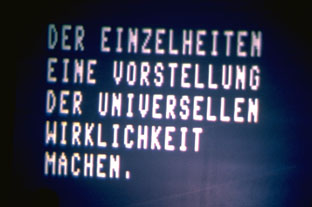 DER EINZELHEITEN
EINE VORSTELLUNG
DER UNIVERSELLEN
WIRKLICHKEIT
MACHEN.